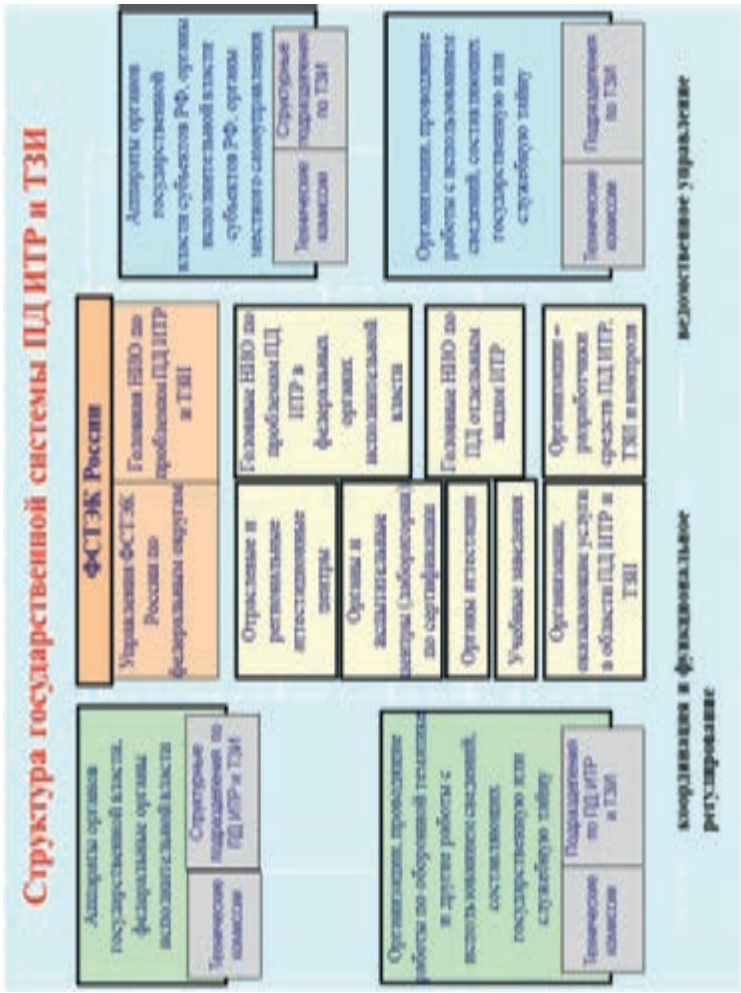 Структура государственной системы ПД ИТР и ТЗИ
Аппараты органов
государственной власти,
федеральные органы
исполнительной власти
Технические
комиссии
Структурные
подразделения по
ПД ИТР и ТЗИ
ФСТЭК России
Управления ФСТЭК
России по
федеральным округам
Головная НИО по
проблемам ПД ИТР
и ТЗИ
Аппараты органов
государственной
власти субъектов РФ, органы
исполнительной власти
субъектов РФ, органы
местного самоуправления
Технические
комиссии
Структурные
подразделения
по ТЗИ
Отраслевые и
региональные
аттестационные
центры
Головные НИО по
проблемам ПД
ИТР в
федеральных
органах
исполнительной
власти
Органы и
испытательные
центры (лаборатории)
по сертификации
Органы аттестации
Учебные заведения
Головные НИО по
ПД отдельным
видам ИТР
Организации, проводящие
работы по оборонной тематике
и другие работы с
использованием сведений,
составляющих
государственную или
служебную тайну
Технические
комиссии
Подразделения
по ПД ИТР
и ТЗИ
Организации,
оказывающие услуги
в области ПД ИТР и
ТЗИ
Организации –
разработчики
средств ПД ИТР,
ТЗИ и контроля
Организации, проводящие
работы с использованием
сведений, составляющих
государственную или
служебную тайну
Технические
комиссии
Подразделения
по ТЗИ
координация и функциональное
регулирование
ведомственное управление